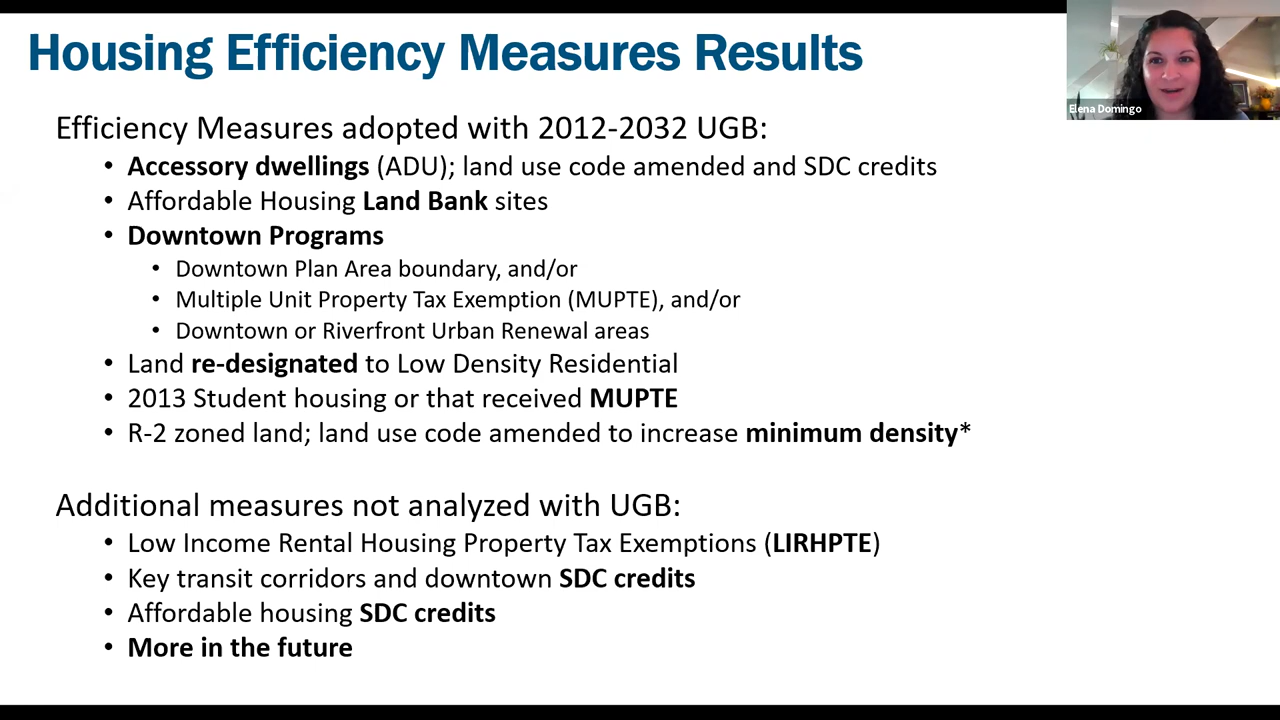 Housing Efficiency Measures Results
Elena Domingo
Efficiency Measures adopted with 2012-2032 UGB:
• Accessory dwellings (ADU); land use code amended and SDC credits
• Affordable Housing Land Bank sites
• Downtown Programs
• Downtown Plan Area boundary, and/or
• Multiple Unit Property Tax Exemption (MUPTE), and/or
• Downtown or Riverfront Urban Renewal areas
• Land re-designated to Low Density Residential
• 2013 Student housing or that received MUPTE
• R-2 zoned land; land use code amended to increase minimum density*
Additional measures not analyzed with UGB:
• Low Income Rental Housing Property Tax Exemptions (LIRHPTE)
• Key transit corridors and downtown SDC credits
• Affordable housing SDC credits
• More in the future